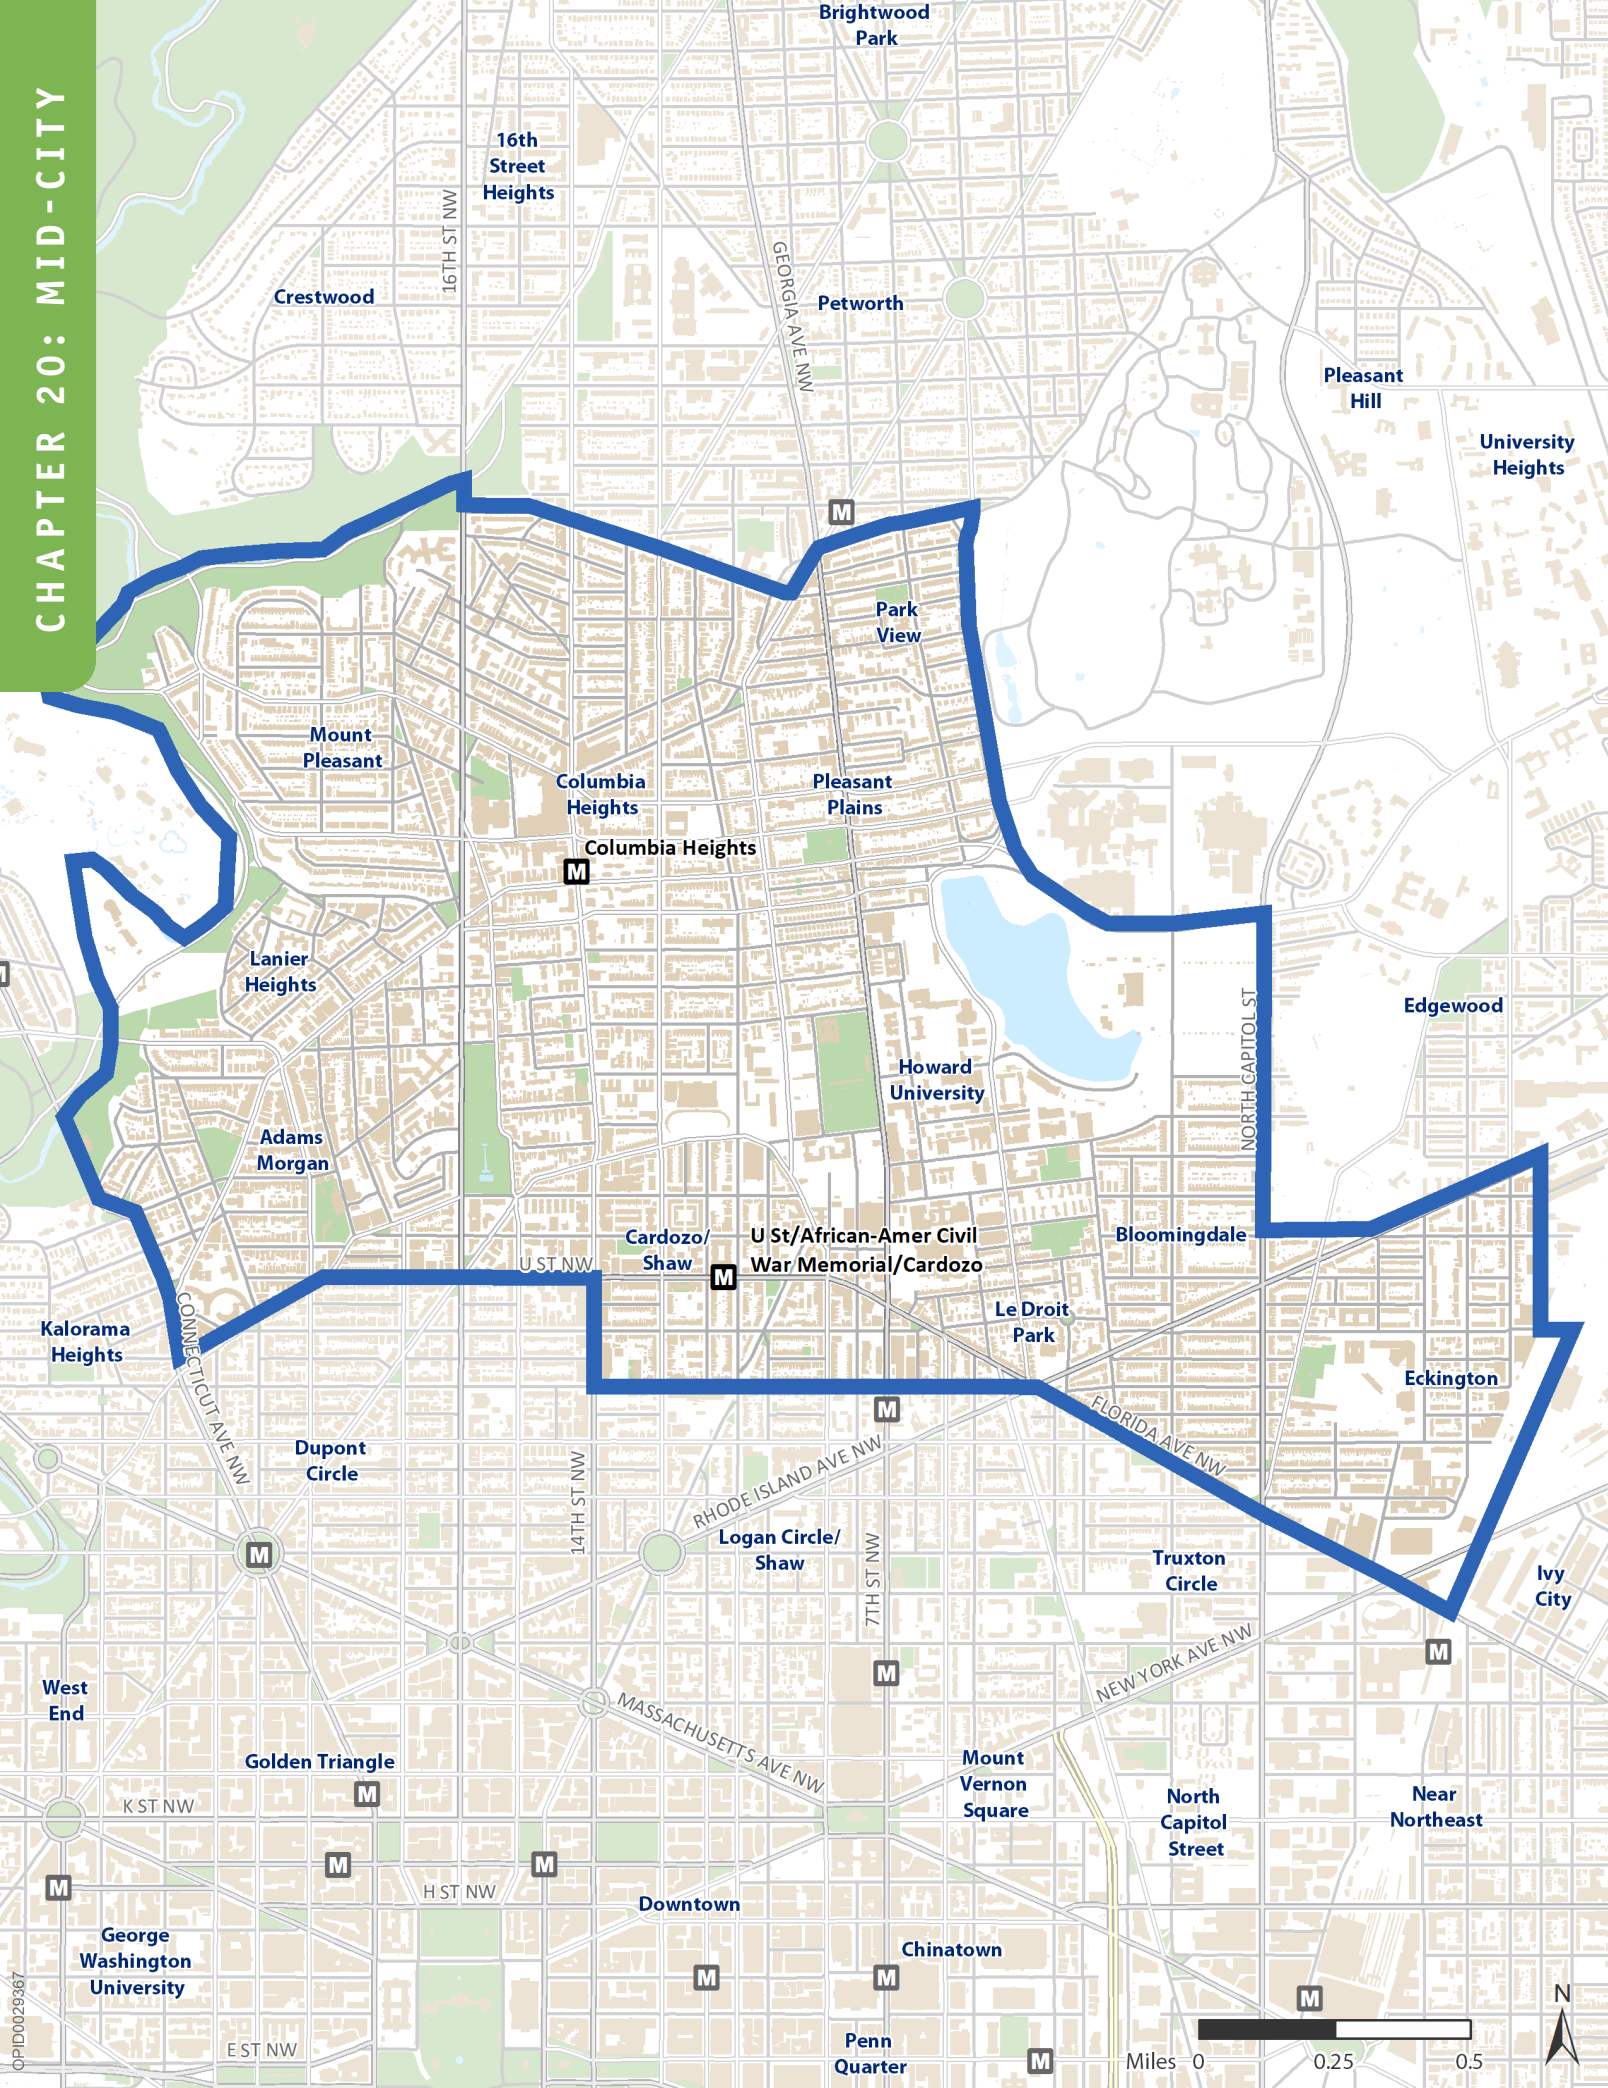 CHAPTER 20: MID-CITY
Brightwood
Park
16th
Street
Heights
16TH ST NW
GEORGIA AVE NW
Crestwood
Petworth
Pleasant
Hill
University
Heights
M
Park
View
Mount
Pleasant
Columbia
Heights
Pleasant
Plains
Columbia Heights
M
Lanier
Heights
M
Edgewood
NORTH CAPITOL ST
Howard
University
Adams
Morgan
Cardozo/
Shaw
U St/African-Amer Civil
War Memorial/Cardozo
M
Bloomingdale
U ST NW
Le Droit
Park
Kalorama
Heights
CONNECTICUT AVE NW
Eckington
M
FLORIDA AVE NW
Dupont
Circle
14TH ST NW
RHODE ISLAND AVE NW
Logan Circle/
Shaw
7TH ST NW
M
Truxton
Circle
Ivy
City
M
NEW YORK AVE NW
M
West
End
MASSACHUSETTS AVE NW
Golden Triangle
M
Mount
Vernon
Square
North
Capitol
Street
Near
Northeast
K ST NW
M
M
M
H ST NW
Downtown
George
Washington
University
Chinatown
M
M
M
N
E ST NW
Penn
Quarter
M
Miles 0 0.25 0.5
OPID0029367